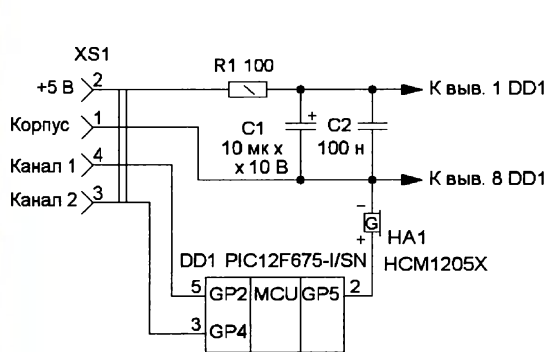 XS1
R1 100
+5 В 2
К выв. 1 DD1
Корпус 1
C1
10 мк х
х 10 В
+
C2
100 н
Канал 1 4
К выв. 8 DD1
Канал 2 3
−
G
+
HA1
HCM1205X
DD1 PIC12F675-I/SN
5 GP2 MCU GP5 2
3 GP4